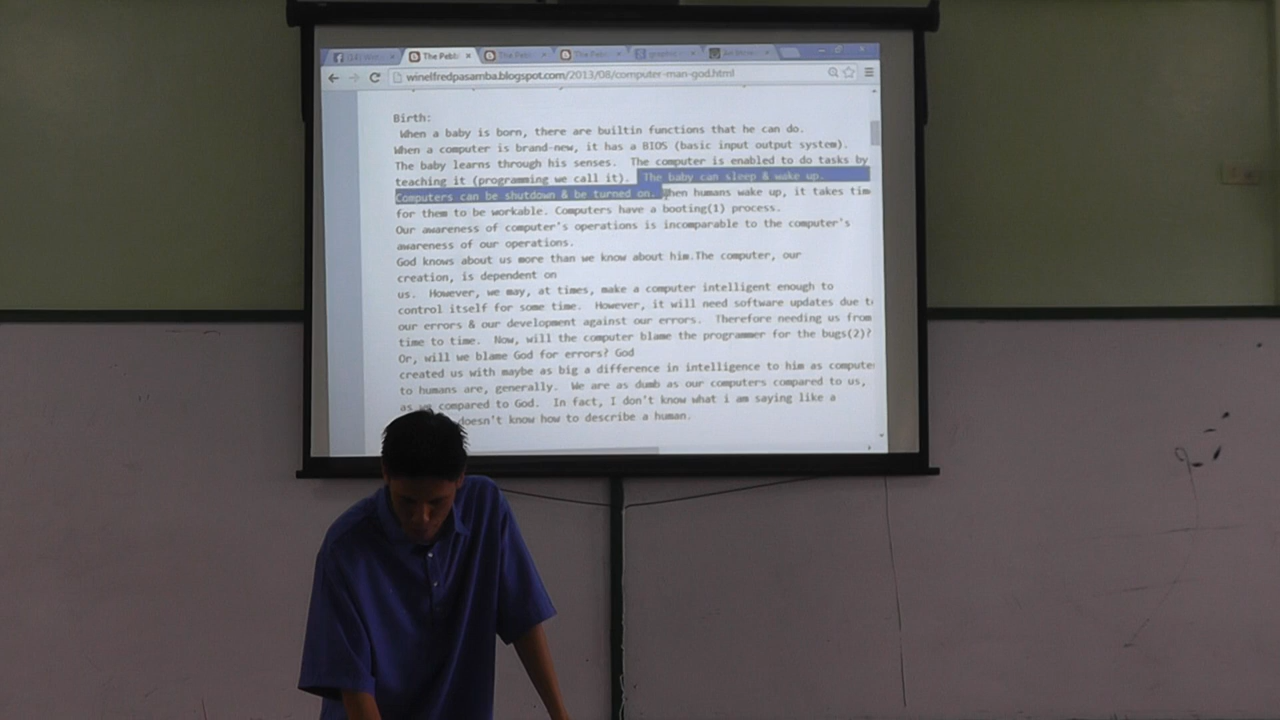 The Pebb
The Peb
The Peb
graphic
winelfredpasamba.blogspot.com/2013/08/computer-man-god.html
Birth:
When a baby is born, there are builtin functions that he can do.
When a computer is brand-new, it has a BIOS (basic input output system).
The baby learns through his senses. The computer is enabled to do tasks by
teaching it (programming we call it). The baby can sleep & wake up.
Computers can be shutdown & be turned on. When humans wake up, it takes tim
for them to be workable. Computers have a booting(1) process.
Our awareness of computer's operations is incomparable to the computer's
awareness of our operations.
God knows about us more than we know about him.The computer, our
creation, is dependent on
us. However, we may, at times, make a computer intelligent enough to
control itself for some time. However, it will need software updates due t
our errors & our development against our errors. Therefore needing us from
time to time. Now, will the computer blame the programmer for the bugs(2)?
Or, will we blame God for errors? God
created us with maybe as big a difference in intelligence to him as compute
to humans are, generally. We are as dumb as our computers compared to us,
as we compared to God. In fact, I don't know what i am saying like a
doesn't know how to describe a human.